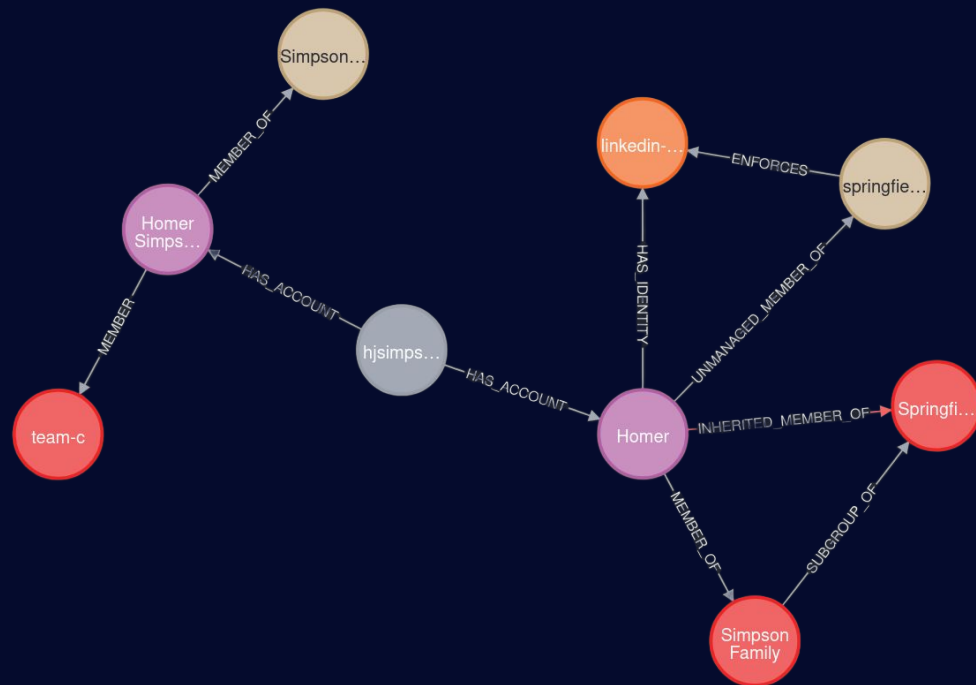 Simpson…
MEMBER_OF
linkedin-…
ENFORCES
springfie…
Homer
Simps…
HAS_ACCOUNT
HAS_IDENTITY
UNMANAGED_MEMBER_OF
MEMBER
hjsimps…
HAS_ACCOUNT
Springfi…
INHERITED_MEMBER_OF
team-c
Homer
MEMBER_OF
SUBGROUP_OF
Simpson
Family